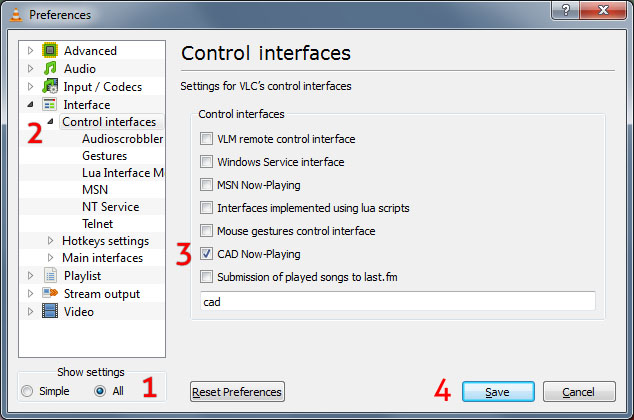 Preferences
Advanced
Audio
Input / Codecs
Interface
2
Control interfaces
Audioscrobbler
Gestures
Lua Interface M
MSN
NT Service
Telnet
Hotkeys settings
Main interfaces
Playlist
Stream output
Video
Show settings
Simple
All
1
Control interfaces
Settings for VLC's control interfaces
Control interfaces
VLM remote control interface
Windows Service interface
MSN Now-Playing
Interfaces implemented using lua scripts
Mouse gestures control interface
3 CAD Now-Playing
Submission of played songs to last.fm
cad
Reset Preferences
4
Save
Cancel